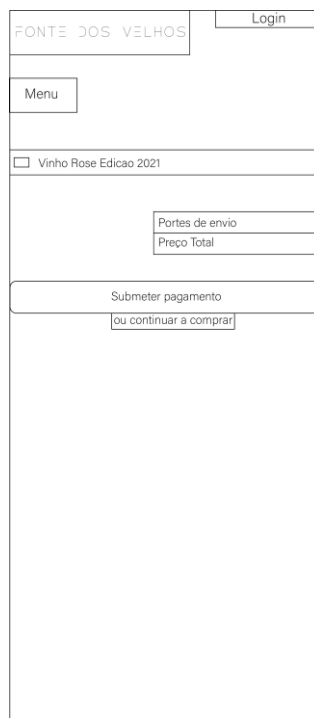 FONTE DOS VELHOS
Login
Menu
Vinho Rose Edicao 2021
Portes de envio
Preço Total
Submeter pagamento
ou continuar a comprar